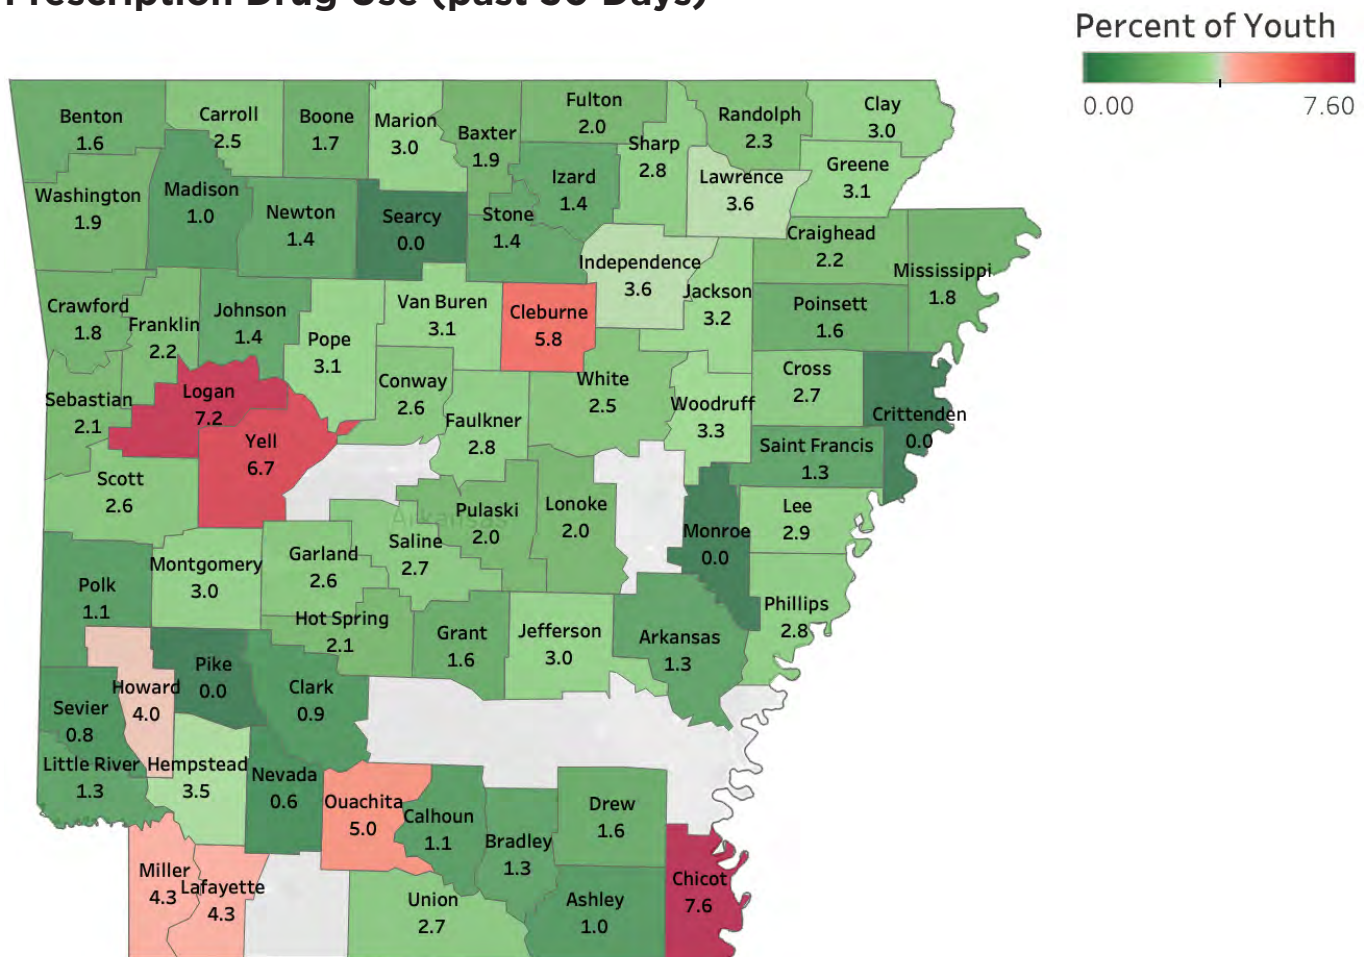 Prescription Drug Use (past 30 Days)
Percent of Youth
0.00 7.60
Benton
1.6
Carroll
2.5
Boone
1.7
Marion
3.0
Baxter
1.9
Fulton
2.0
Sharp
2.8
Randolph
2.3
Clay
3.0
Washington
1.9
Madison
1.0
Newton
1.4
Searcy
0.0
Stone
1.4
Izard
1.4
Lawrence
3.6
Greene
3.1
Independence
3.6
Craighead
2.2
Mississippi
1.8
Crawford
1.8
Franklin
2.2
Johnson
1.4
Pope
3.1
Van Buren
3.1
Cleburne
5.8
Jackson
3.2
Poinsett
1.6
Sebastian
2.1
Logan
7.2
Yell
6.7
Conway
2.6
Faulkner
2.8
White
2.5
Woodruff
3.3
Cross
2.7
Crittenden
0.0
Saint Francis
1.3
Scott
2.6
Arkansas
Pulaski
2.0
Lonoke
2.0
Monroe
0.0
Lee
2.9
Polk
1.1
Montgomery
3.0
Garland
2.6
Saline
2.7
Hot Spring
2.1
Grant
1.6
Jefferson
3.0
Arkansas
1.3
Phillips
2.8
Howard
4.0
Pike
0.0
Clark
0.9
Sevier
0.8
Little River
1.3
Hempstead
3.5
Nevada
0.6
Ouachita
5.0
Calhoun
1.1
Bradley
1.3
Drew
1.6
Miller
4.3
Lafayette
4.3
Union
2.7
Ashley
1.0
Chicot
7.6